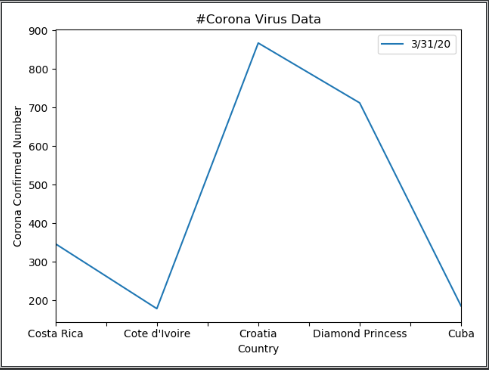 #Corona Virus Data
3/31/20
900
800
700
600
500
400
300
200
Corona Confirmed Number
Costa Rica
Cote d'Ivoire
Croatia
Diamond Princess
Cuba
Country